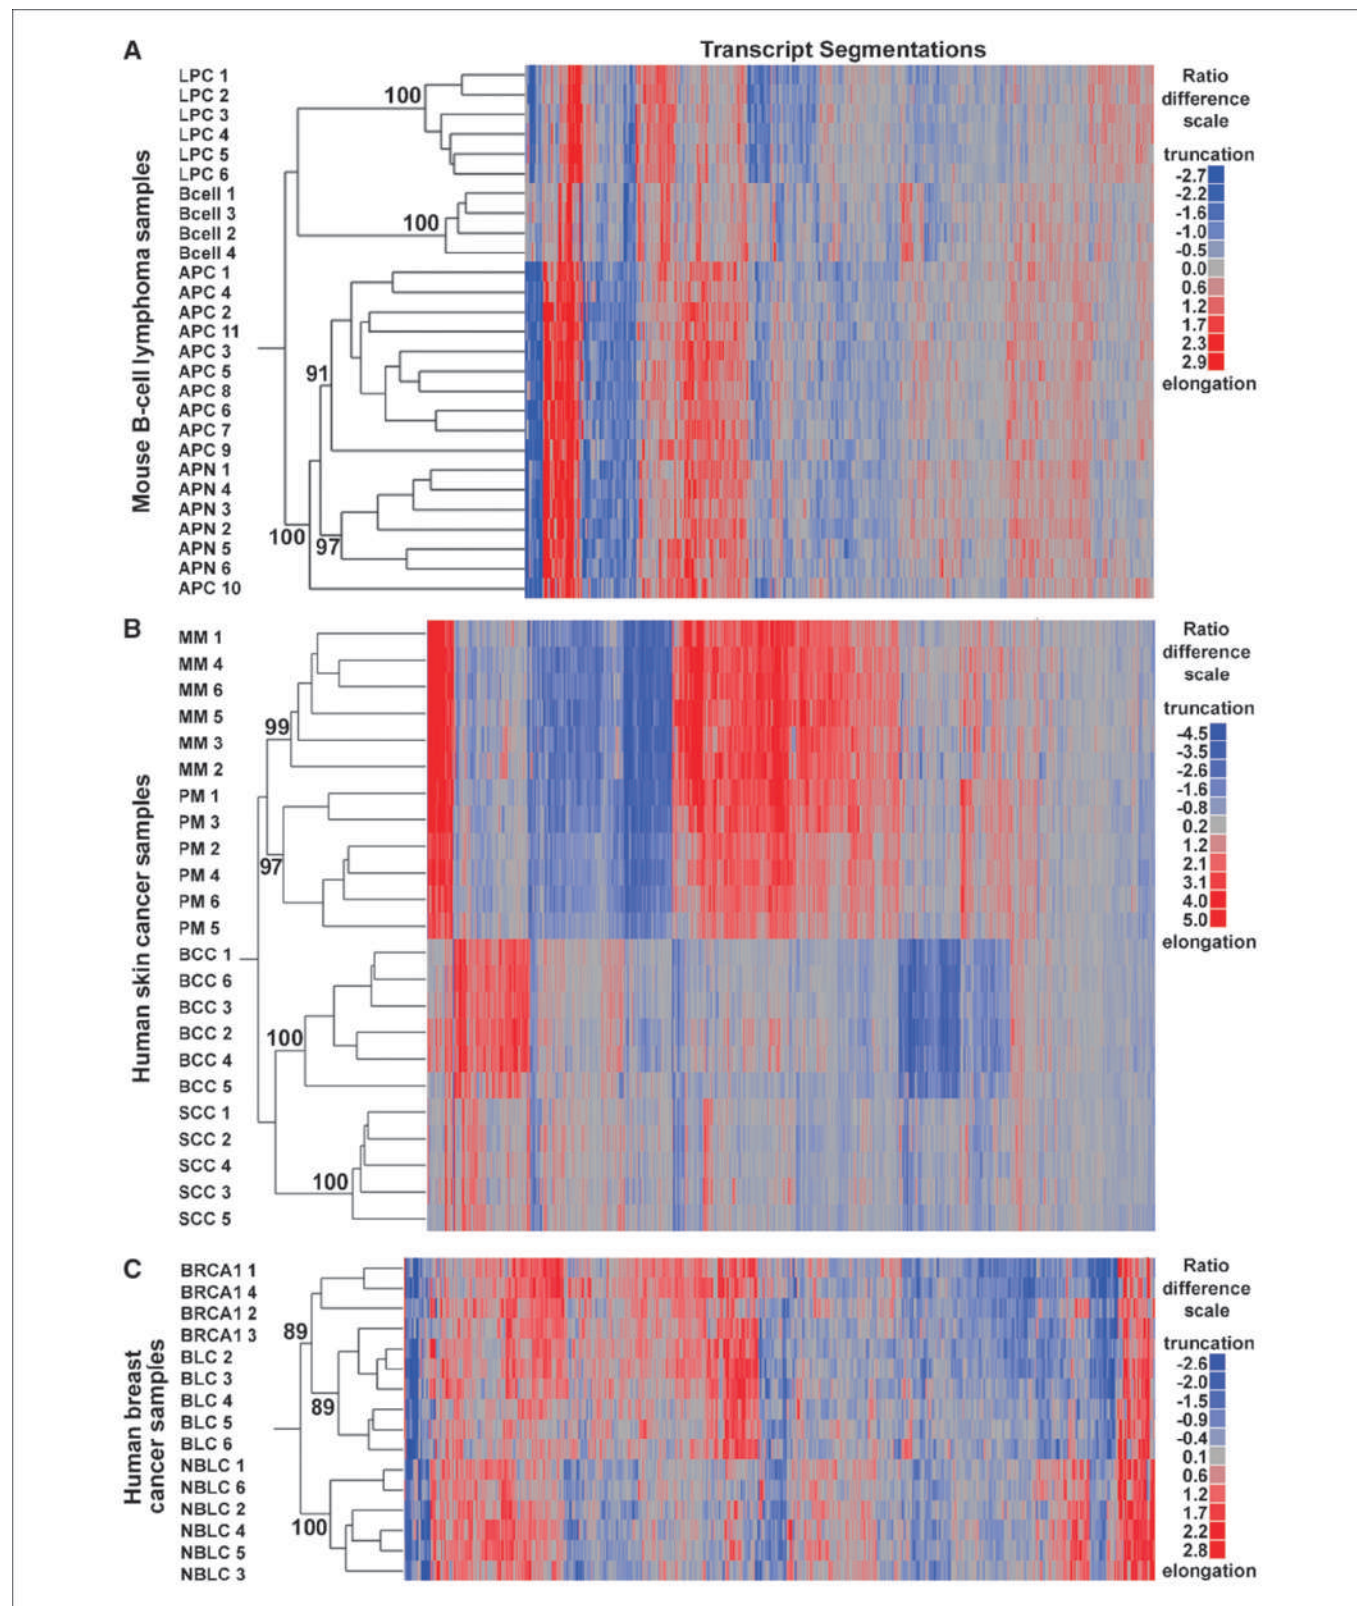 A
Transcript Segmentations
Mouse B-cell lymphoma samples
LPC 1
LPC 2
LPC 3
LPC 4
LPC 5
LPC 6
Bcell 1
Bcell 3
Bcell 2
Bcell 4
APC 1
APC 4
APC 2
APC 11
APC 3
APC 5
APC 8
APC 6
APC 7
APC 9
APN 1
APN 4
APN 3
APN 2
APN 5
APN 6
APC 10
100
100
91
100
97
Ratio
difference
scale
truncation
-2.7
-2.2
-1.6
-1.0
-0.5
0.0
0.6
1.2
1.7
2.3
2.9
elongation
B
Human skin cancer samples
MM 1
MM 4
MM 6
MM 5
MM 3
MM 2
PM 1
PM 3
PM 2
PM 4
PM 6
PM 5
BCC 1
BCC 6
BCC 3
BCC 2
BCC 4
BCC 5
SCC 1
SCC 2
SCC 4
SCC 3
SCC 5
99
97
100
100
Ratio
difference
scale
truncation
-4.5
-3.5
-2.6
-1.6
-0.8
0.2
1.2
2.1
3.1
4.0
5.0
elongation
C
Human breast
cancer samples
BRCA1 1
BRCA1 4
BRCA1 2
BRCA1 3
BLC 2
BLC 3
BLC 4
BLC 5
BLC 6
NBLC 1
NBLC 6
NBLC 2
NBLC 4
NBLC 5
NBLC 3
89
89
100
Ratio
difference
scale
truncation
-2.6
-2.0
-1.5
-0.9
-0.4
0.1
0.6
1.2
1.7
2.2
2.8
elongation